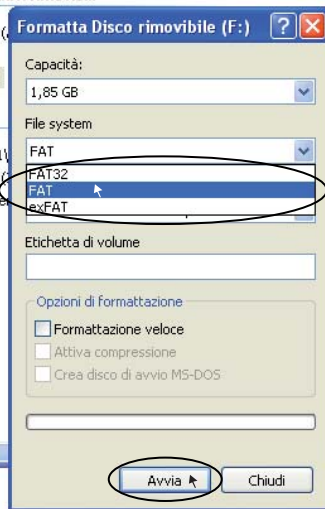 Formatta Disco rimovibile (F:)
Capacità:
1,85 GB
File system
FAT
FAT32
FAT
exFAT
Etichetta di volume
Opzioni di formattazione
Formattazione veloce
Attiva compressione
Crea disco di avvio MS-DOS
Avvia
Chiudi